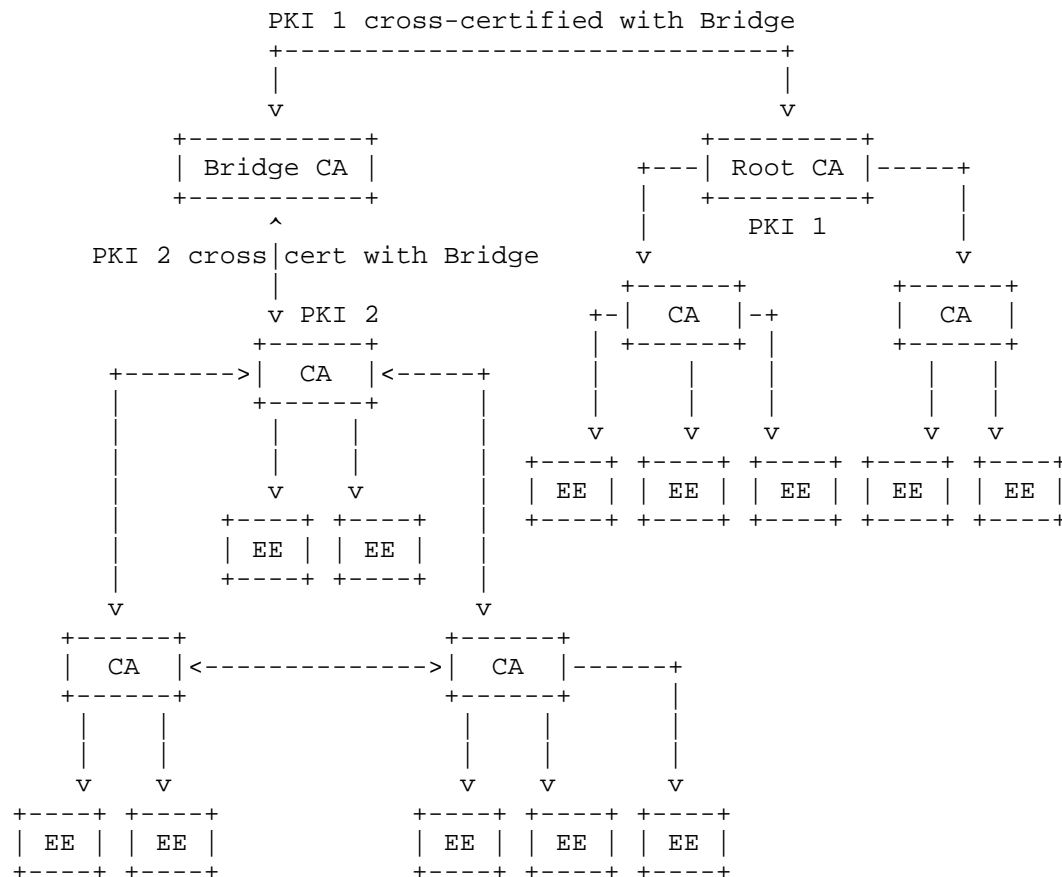 PKI 1 cross-certified with Bridge
Bridge CA
Root CA
PKI 1
PKI 2 cross cert with Bridge
CA CA
PKI 2
CA
EE EE EE EE EE
EE EE
CA CA
EE EE EE EE EE